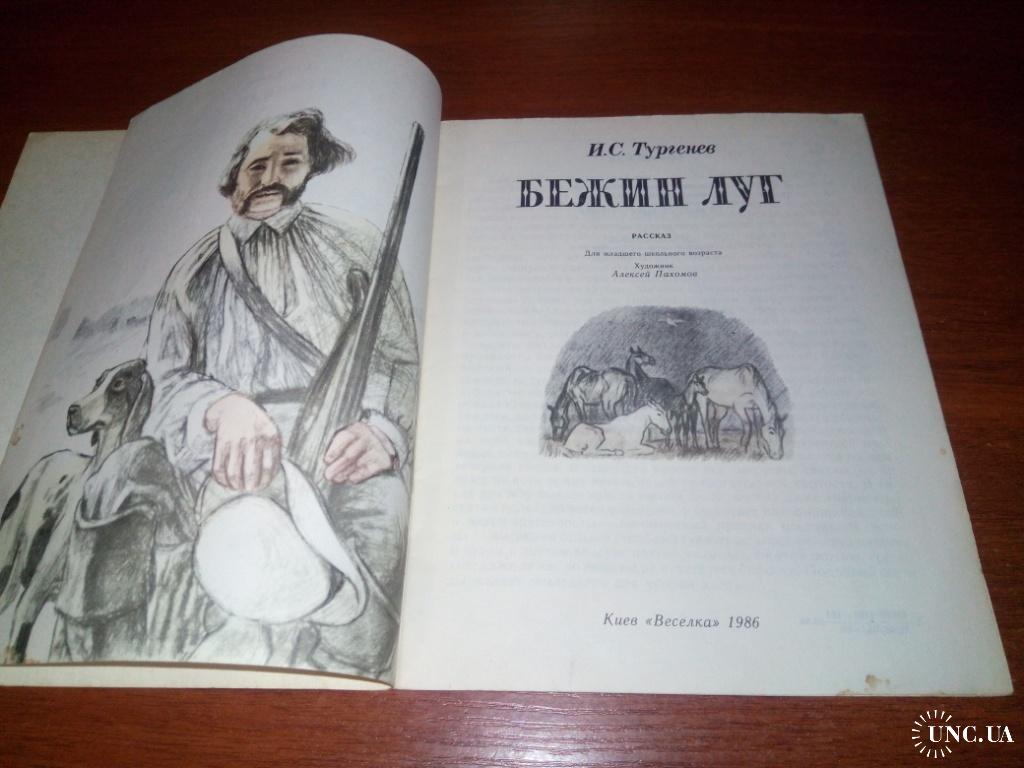 И.С. Тургенев
БЕЖИН ЛУГ
РАССКАЗ
Для младшего школьного возраста
Художник
Алексей Пахомов
Киев «Веселка» 1986
UNC.UA